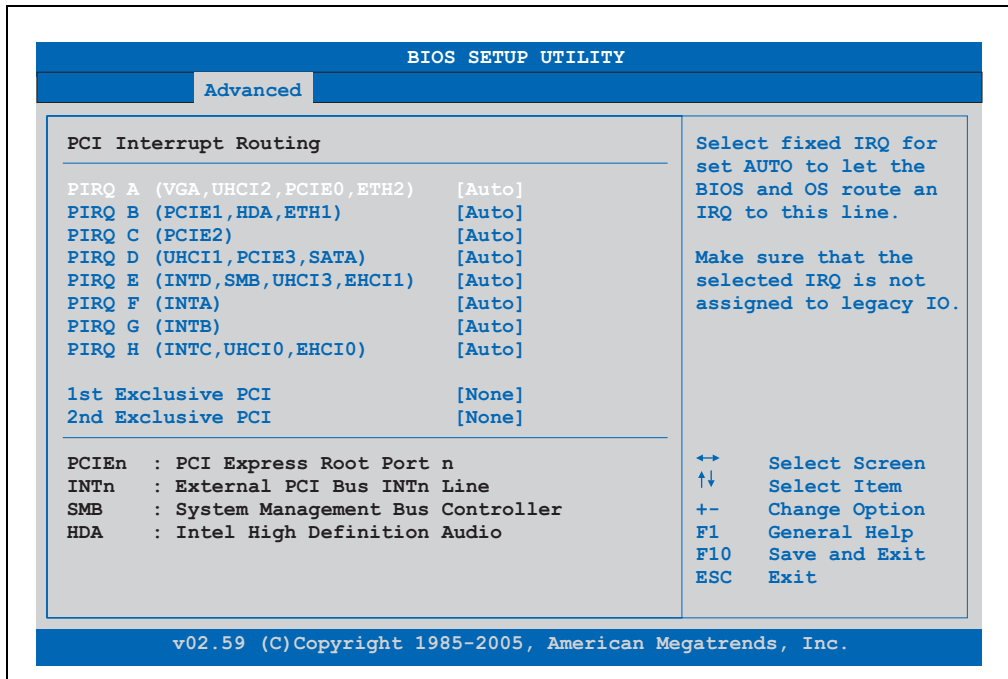 BIOS SETUP UTILITY
Advanced
PCI Interrupt Routing
PIRQ A (VGA,UHCI2,PCIE0,ETH2) [Auto]
PIRQ B (PCIE1,HDA,ETH1) [Auto]
PIRQ C (PCIE2) [Auto]
PIRQ D (UHCI1,PCIE3,SATA) [Auto]
PIRQ E (INTD,SMB,UHCI3,EHCI1) [Auto]
PIRQ F (INTA) [Auto]
PIRQ G (INTB) [Auto]
PIRQ H (INTC,UHCI0,EHCI0) [Auto]
1st Exclusive PCI [None]
2nd Exclusive PCI [None]
PCIEn : PCI Express Root Port n
INTn : External PCI Bus INTn Line
SMB : System Management Bus Controller
HDA : Intel High Definition Audio
Select fixed IRQ for
set AUTO to let the
BIOS and OS route an
IRQ to this line.
Make sure that the
selected IRQ is not
assigned to legacy IO.
↔ Select Screen
↑↓ Select Item
+- Change Option
F1 General Help
F10 Save and Exit
ESC Exit
v02.59 (C)Copyright 1985-2005, American Megatrends, Inc.